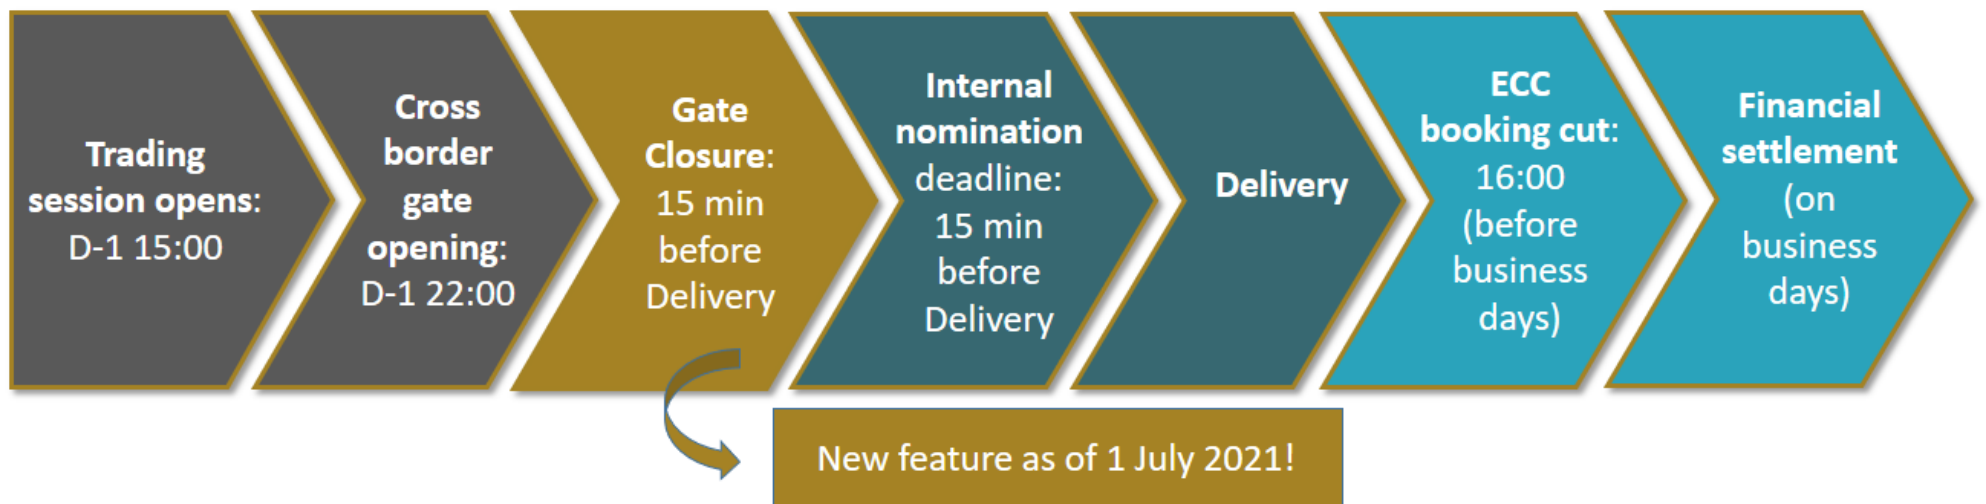 Trading
session opens:
D-1 15:00
Cross
border
gate
opening:
D-1 22:00
Gate
Closure:
15 min
before
Delivery
Internal
nomination
deadline:
15 min
before
Delivery
Delivery
ECC
booking cut:
16:00
(before
business
days)
Financial
settlement
(on
business
days)
New feature as of 1 July 2021!